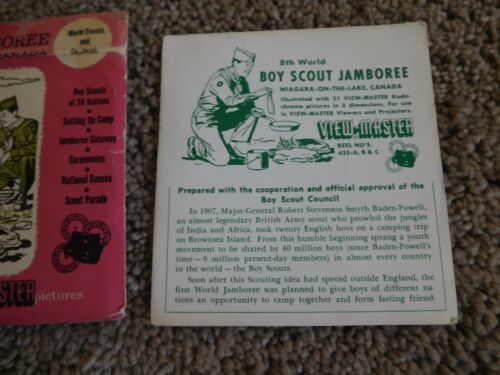 World Events
and
BOREE
CANADA
Boy Scouts
of 50 Nations
Setting Up Camp
Jamboree Gateway
Ceremonies
National Dances
Scout Parade
STER pictures
8th World
BOY SCOUT JAMBOREE
NIAGARA-ON-THE-LAKE, CANADA
Illustrated with 21 VIEW-MASTER Koda-
chrome pictures in 3 dimensions. For use
in VIEW-MASTER Viewers and Projectors.
VIEW-MASTER
REEL NO'S.
435-A, B & C
Prepared with the cooperation and official approval of the
Boy Scout Council
In 1907, Major-General Robert Stevenson Smyth Baden-Powell,
an almost legendary British Army scout who prowled the jungles
of India and Africa, took twenty English boys on a camping trip
on Brownsea Island. From this humble beginning sprang a youth
movement to be shared by 40 million boys (since Baden-Powell's
time — 6 million present-day members) in almost every country
in the world — the Boy Scouts.
Soon after this Scouting idea had spread outside England, the
first World Jamboree was planned to give boys of different na-
tions an opportunity to camp together and form lasting friend-